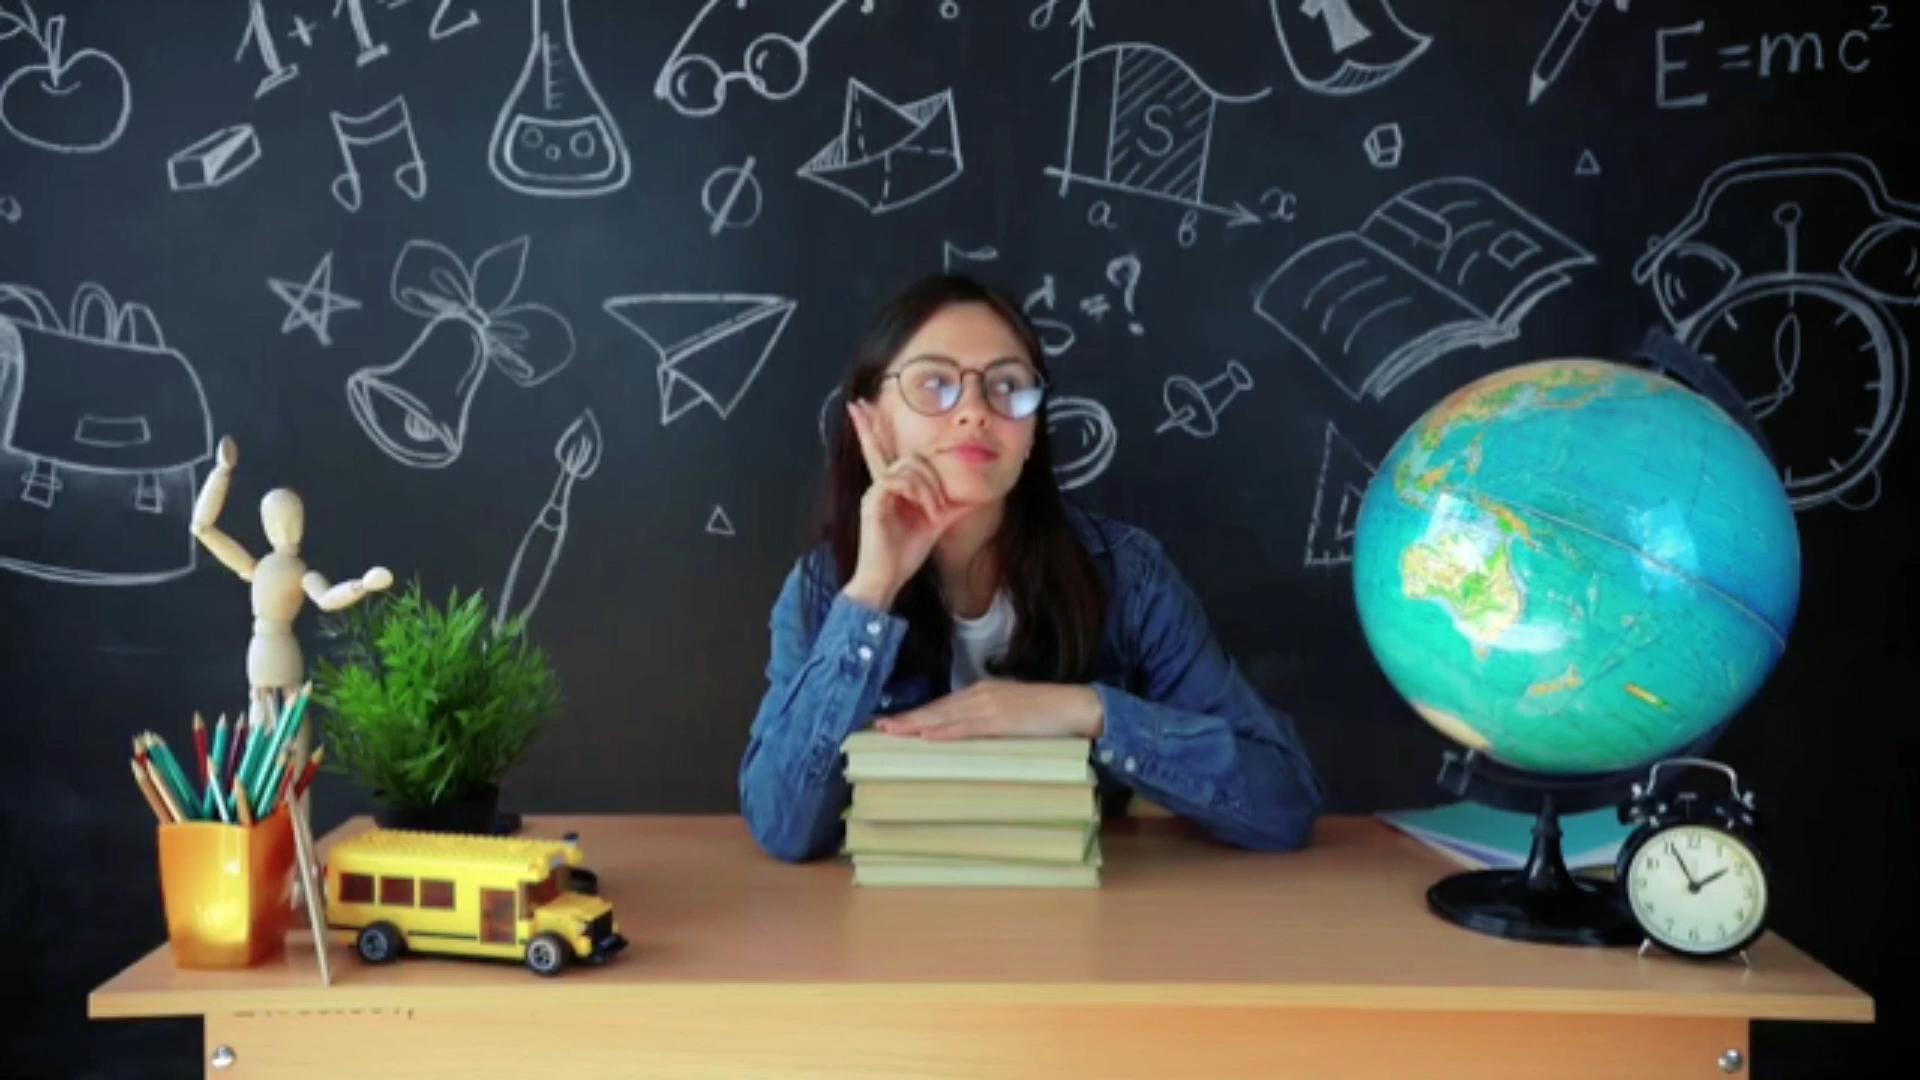 1+1=2
y
E=mc²
S
a b x
=?